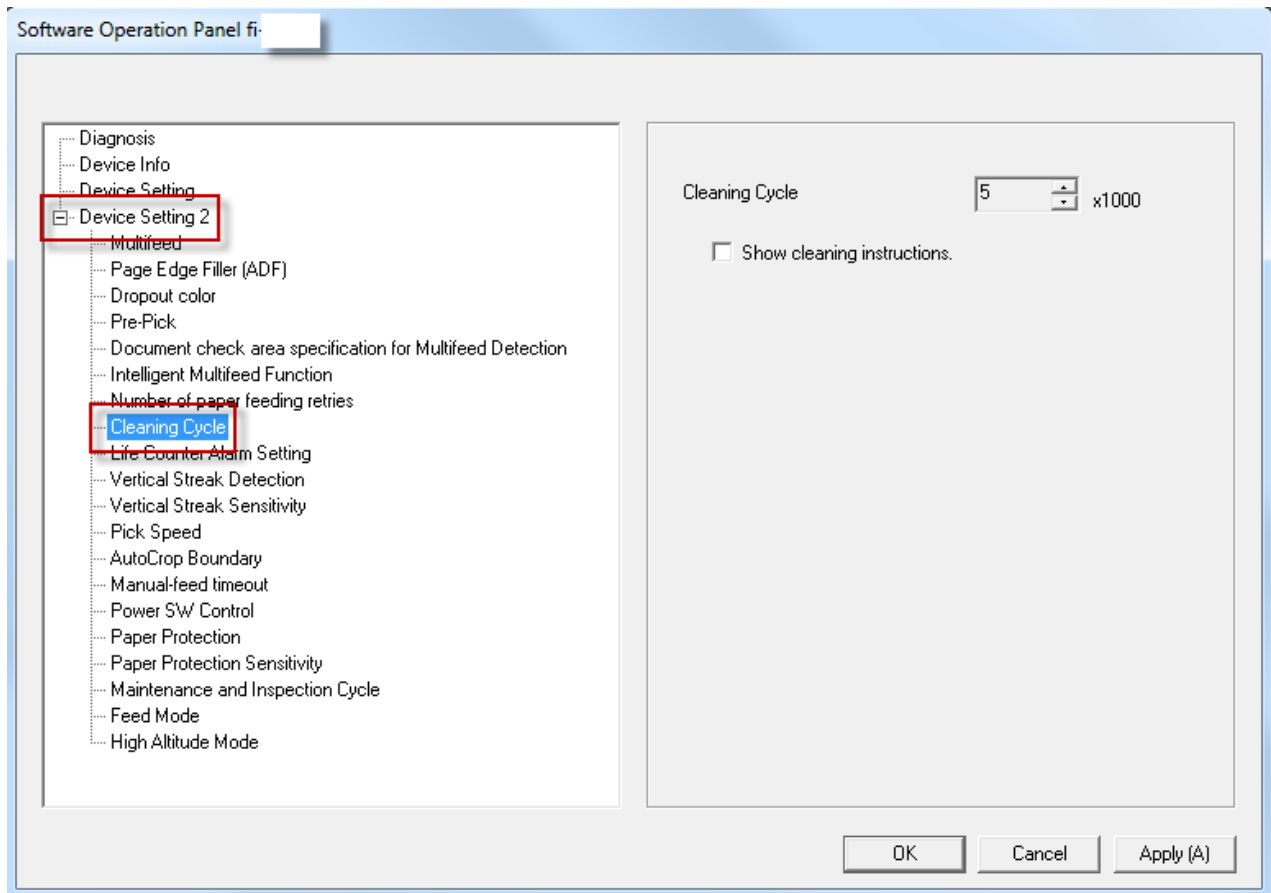 Software Operation Panel fi-
Diagnosis
Device Info
Device Setting
Device Setting 2
Multifeed
Page Edge Filler (ADF)
Dropout color
Pre-Pick
Document check area specification for Multifeed Detection
Intelligent Multifeed Function
Number of paper feeding retries
Cleaning Cycle
Life Counter Alarm Setting
Vertical Streak Detection
Vertical Streak Sensitivity
Pick Speed
AutoCrop Boundary
Manual-feed timeout
Power SW Control
Paper Protection
Paper Protection Sensitivity
Maintenance and Inspection Cycle
Feed Mode
High Altitude Mode
Cleaning Cycle 5 x1000
Show cleaning instructions.
OK Cancel Apply (A)